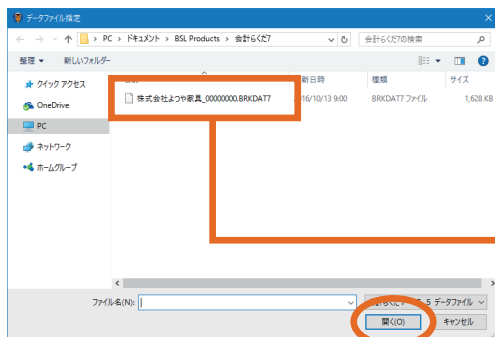 データファイル指定
PC › ドキュメント › BSL Products › 会計らくだ7
会計らくだ7の検索
整理 新しいフォルダー
新日時 種類 サイズ
クイック アクセス
株式会社よつや家具_00000000.BRKDAT7 2016/10/13 9:00 BRKDAT7 ファイル 1,628 KB
OneDrive
PC
ネットワーク
ホームグループ
ファイル名(N):
データファイル
開く(O) キャンセル